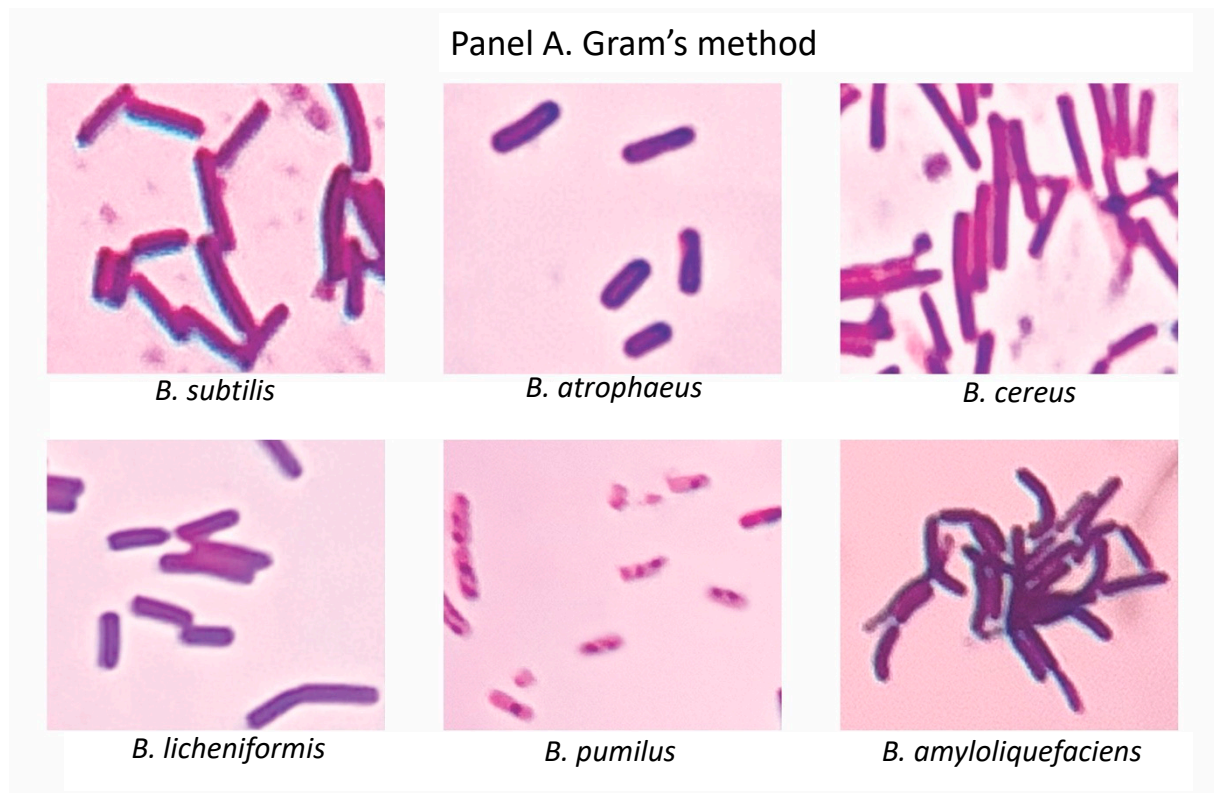 Panel A. Gram’s method
B. subtilis
B. atrophaeus
B. cereus
B. licheniformis
B. pumilus
B. amyloliquefaciens